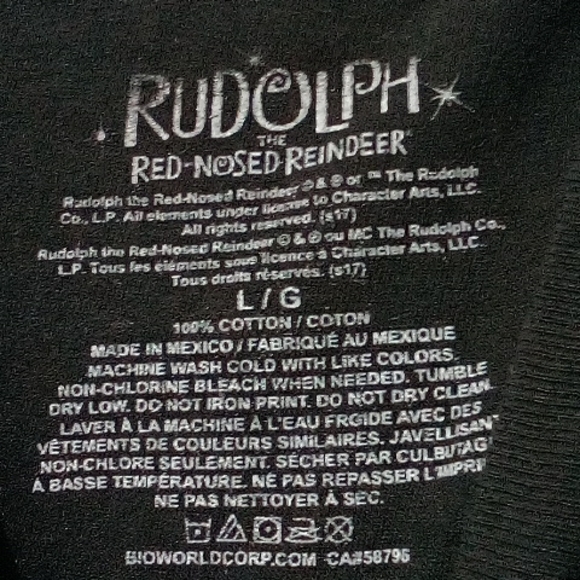 RUDOLPH
THE
RED-NOSED REINDEER
Rudolph the Red-Nosed Reindeer © & ® or ™ The Rudolph
Co., L.P. All elements under license to Character Arts, LLC.
All rights reserved. (s17)
Rudolph the Red-Nosed Reindeer © & ® ou MC The Rudolph Co.,
L.P. Tous les éléments sous licence à Character Arts, LLC.
Tous droits réservés. (s17)
L / G
100% COTTON / COTON
MADE IN MEXICO / FABRIQUÉ AU MEXIQUE
MACHINE WASH COLD WITH LIKE COLORS.
NON-CHLORINE BLEACH WHEN NEEDED. TUMBLE
DRY LOW. DO NOT IRON PRINT. DO NOT DRY CLEAN.
LAVER À LA MACHINE À L'EAU FROIDE AVEC DES
VÊTEMENTS DE COULEURS SIMILAIRES. JAVELLISAN
NON-CHLORE SEULEMENT. SÉCHER PAR CULBUTAG
À BASSE TEMPÉRATURE. NE PAS REPASSER L'IMPRI
NE PAS NETTOYER À SEC.
BIOWORLDCORP.COM CA#58795